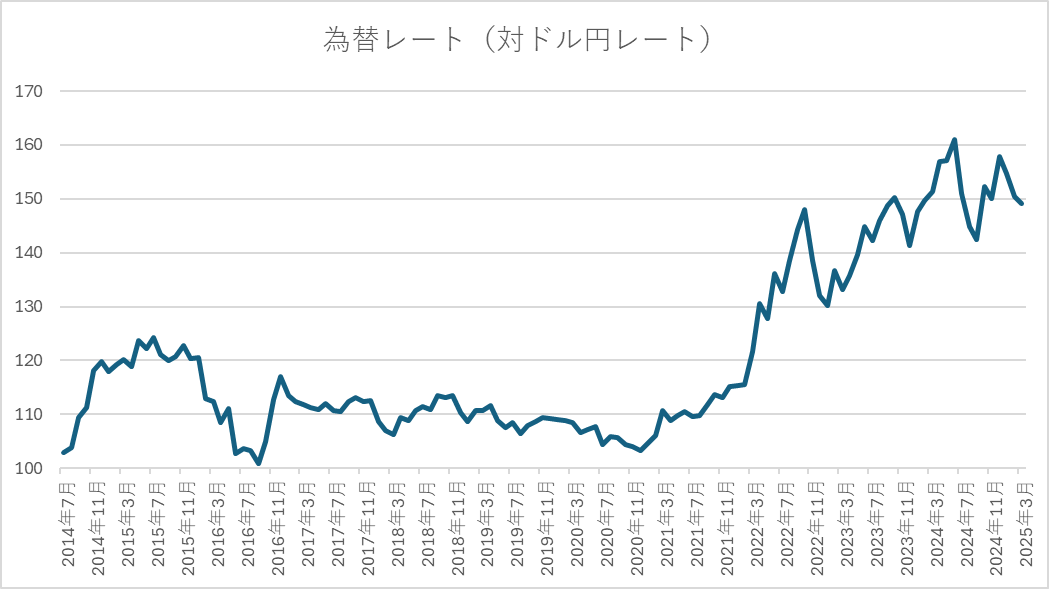 為替レート（対ドル円レート）
170
160
150
140
130
120
110
100
2014年7月
2014年11月
2015年3月
2015年7月
2015年11月
2016年3月
2016年7月
2016年11月
2017年3月
2017年7月
2017年11月
2018年3月
2018年7月
2018年11月
2019年3月
2019年7月
2019年11月
2020年3月
2020年7月
2020年11月
2021年3月
2021年7月
2021年11月
2022年3月
2022年7月
2022年11月
2023年3月
2023年7月
2023年11月
2024年3月
2024年7月
2024年11月
2025年3月